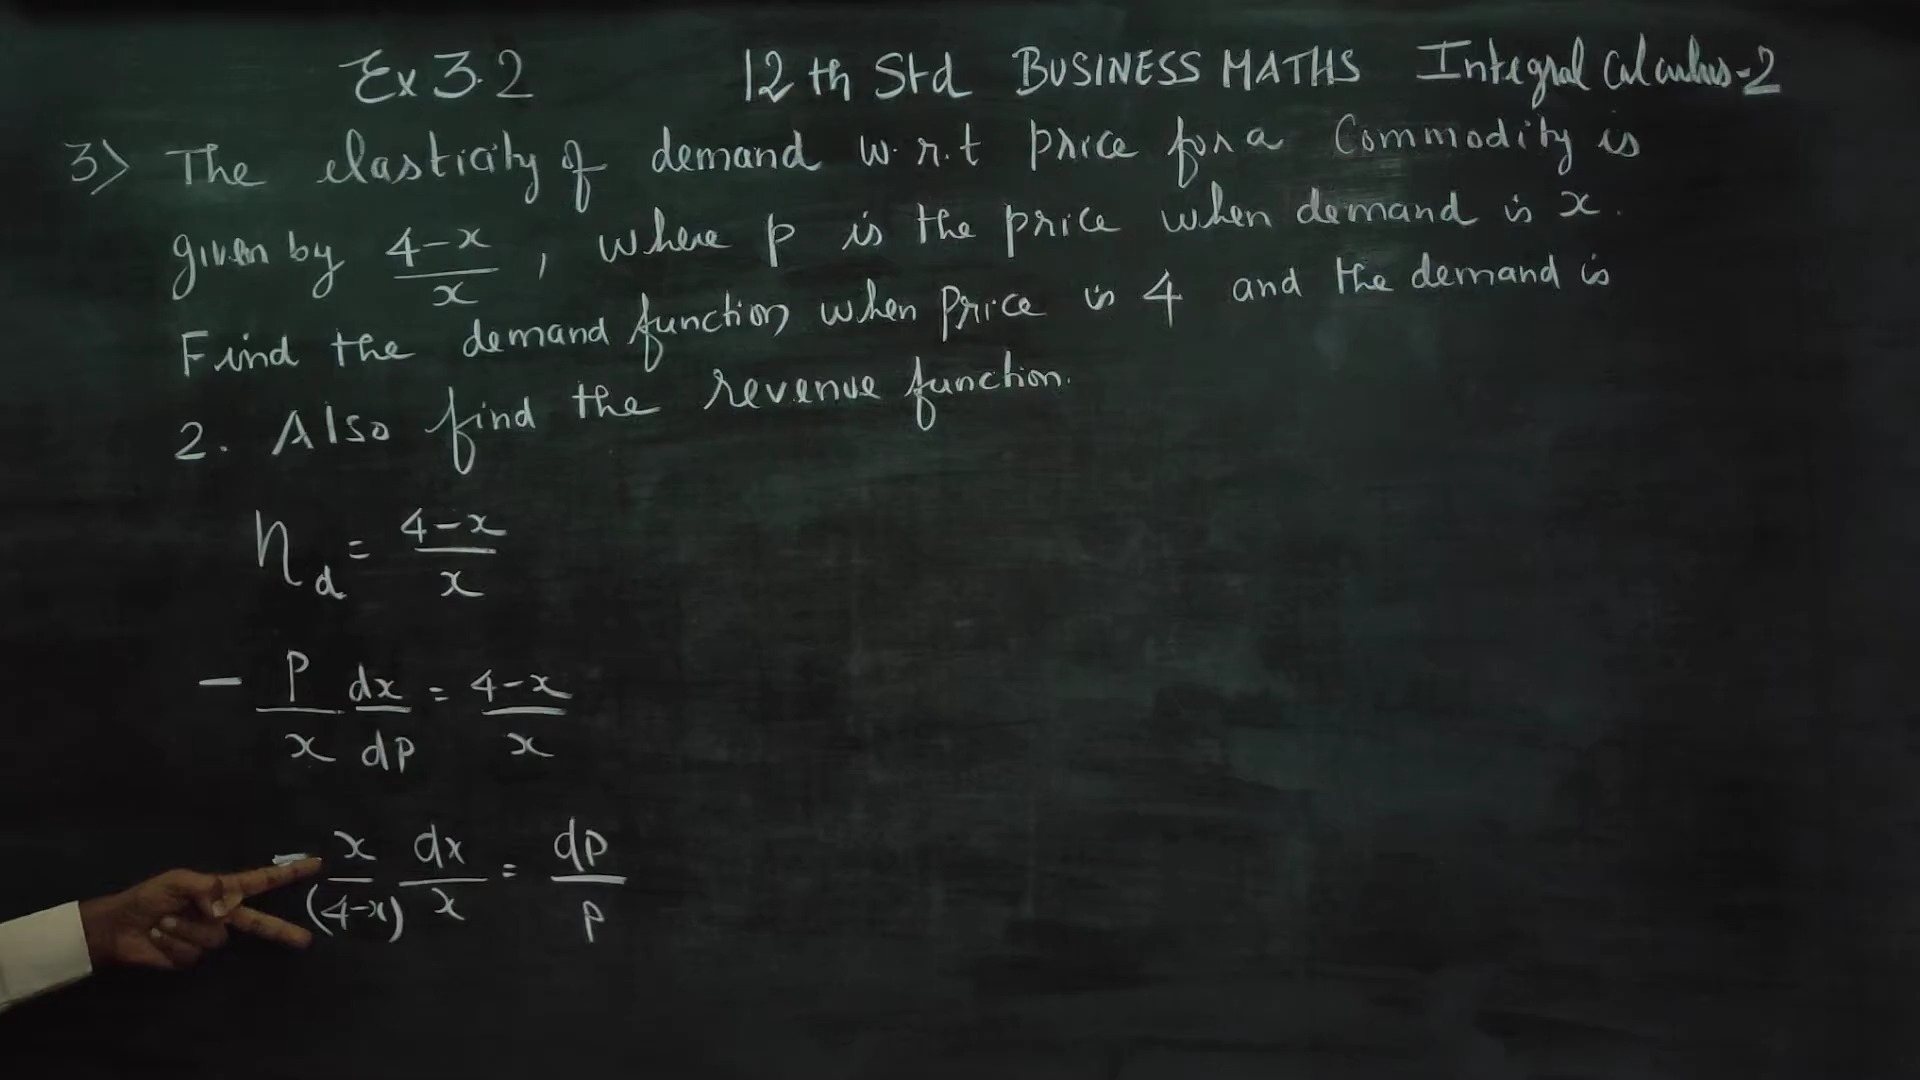 Ex 3.2 12th Std BUSINESS MATHS Integral Calculus-2
3) The elasticity of demand w.r.t price for a Commodity is
given by (4-x)/x, where p is the price when demand is x.
Find the demand function when Price is 4 and the demand is
2. Also find the revenue function.
η_d = (4-x)/x
- p/x dx/dp = (4-x)/x
- x/(4-x) dx/x = dp/p